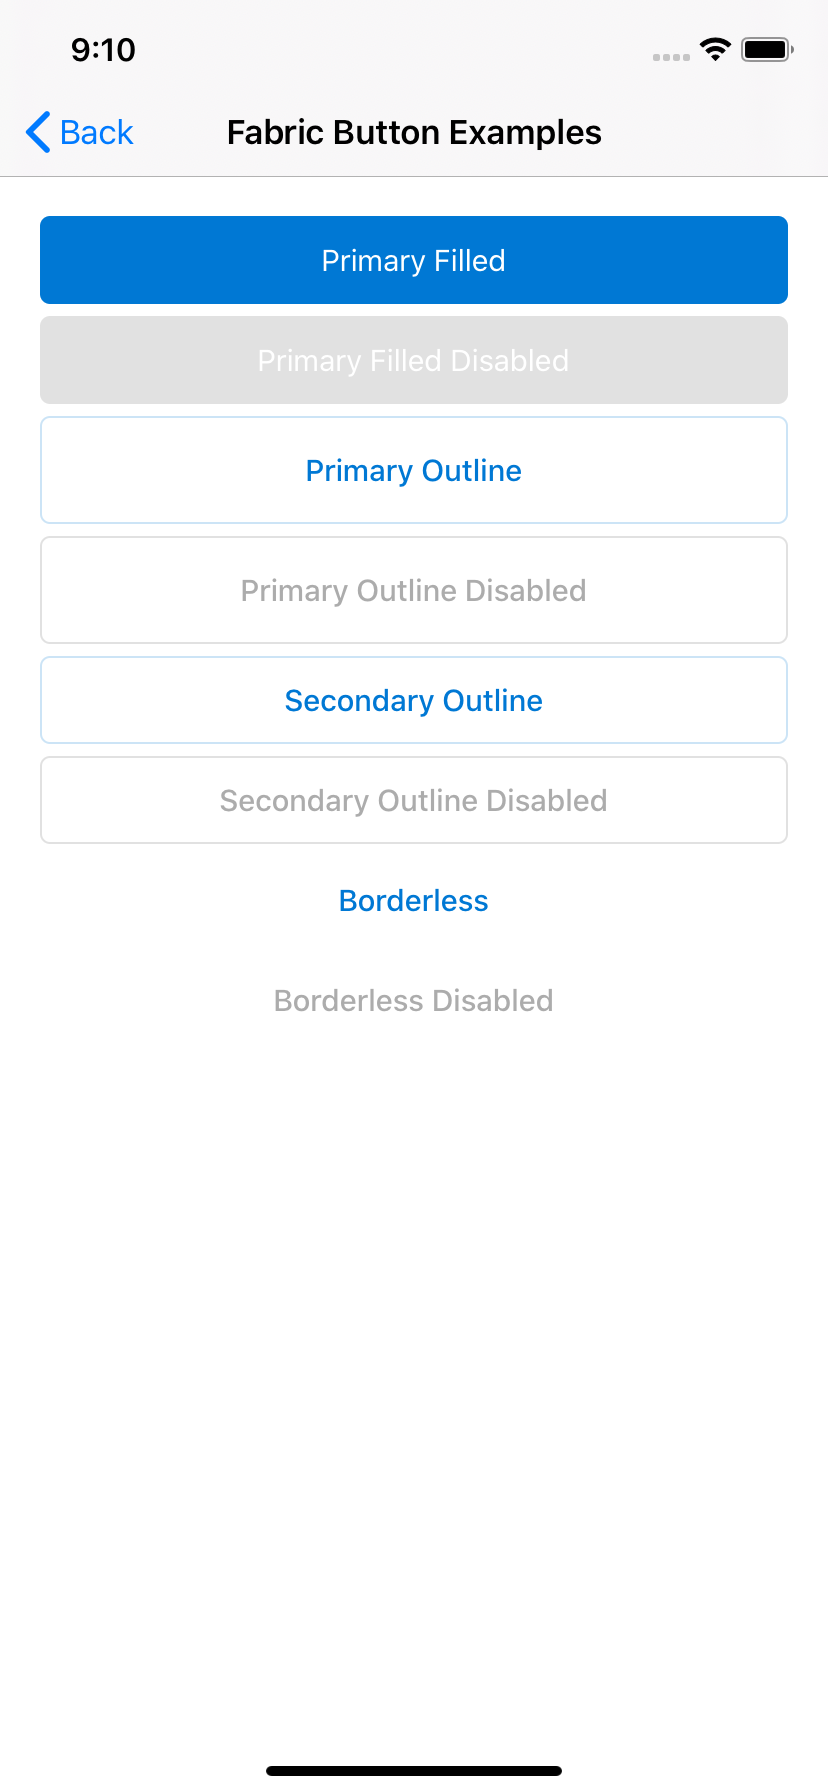 9:10
Back
Fabric Button Examples
Primary Filled
Primary Filled Disabled
Primary Outline
Primary Outline Disabled
Secondary Outline
Secondary Outline Disabled
Borderless
Borderless Disabled